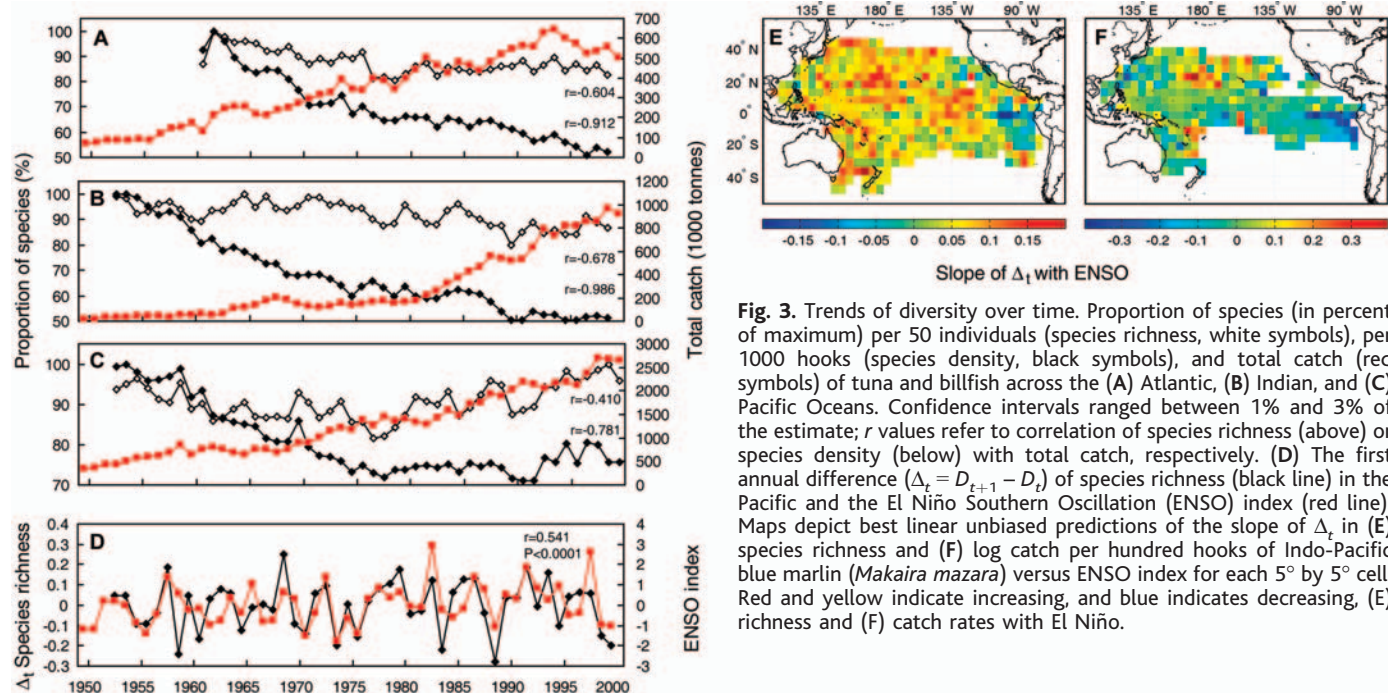 A
100
90
80
70
60
50
700
600
500
400
300
200
100
0
r=-0.604
r=-0.912
B
100
90
80
70
60
50
1200
1000
800
600
400
200
0
r=-0.678
r=-0.986
C
100
90
80
70
3000
2500
2000
1500
1000
500
0
r=-0.410
r=-0.781
Proportion of species (%)
Total catch (1000 tonnes)
D
0.4
0.3
0.2
0.1
0
-0.1
-0.2
-0.3
4
3
2
1
0
-1
-2
-3
r=0.541
P<0.0001
Δt Species richness
ENSO index
1950 1955 1960 1965 1970 1975 1980 1985 1990 1995 2000
135° E 180° E 135° W 90° W
E
40° N
20° N
0°
20° S
40° S
-0.15 -0.1 -0.05 0 0.05 0.1 0.15
135° E 180° E 135° W 90° W
F
-0.3 -0.2 -0.1 0 0.1 0.2 0.3
Slope of Δt with ENSO
Fig. 3. Trends of diversity over time. Proportion of species (in percent
of maximum) per 50 individuals (species richness, white symbols), per
1000 hooks (species density, black symbols), and total catch (red
symbols) of tuna and billfish across the (A) Atlantic, (B) Indian, and (C)
Pacific Oceans. Confidence intervals ranged between 1% and 3% of
the estimate; r values refer to correlation of species richness (above) or
species density (below) with total catch, respectively. (D) The first
annual difference (Δt = Dt+1 – Dt) of species richness (black line) in the
Pacific and the El Niño Southern Oscillation (ENSO) index (red line)
Maps depict best linear unbiased predictions of the slope of Δt in (E)
species richness and (F) log catch per hundred hooks of Indo-Pacific
blue marlin (Makaira mazara) versus ENSO index for each 5° by 5° cell
Red and yellow indicate increasing, and blue indicates decreasing, (E)
richness and (F) catch rates with El Niño.